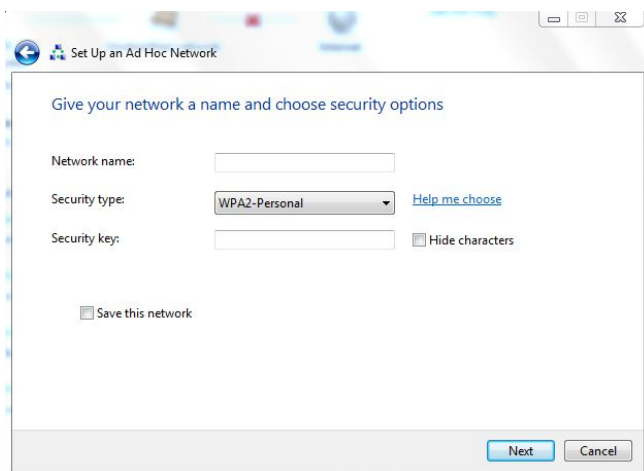 Set Up an Ad Hoc Network
Give your network a name and choose security options
Network name:
Security type: WPA2-Personal Help me choose
Security key: Hide characters
Save this network
Next Cancel